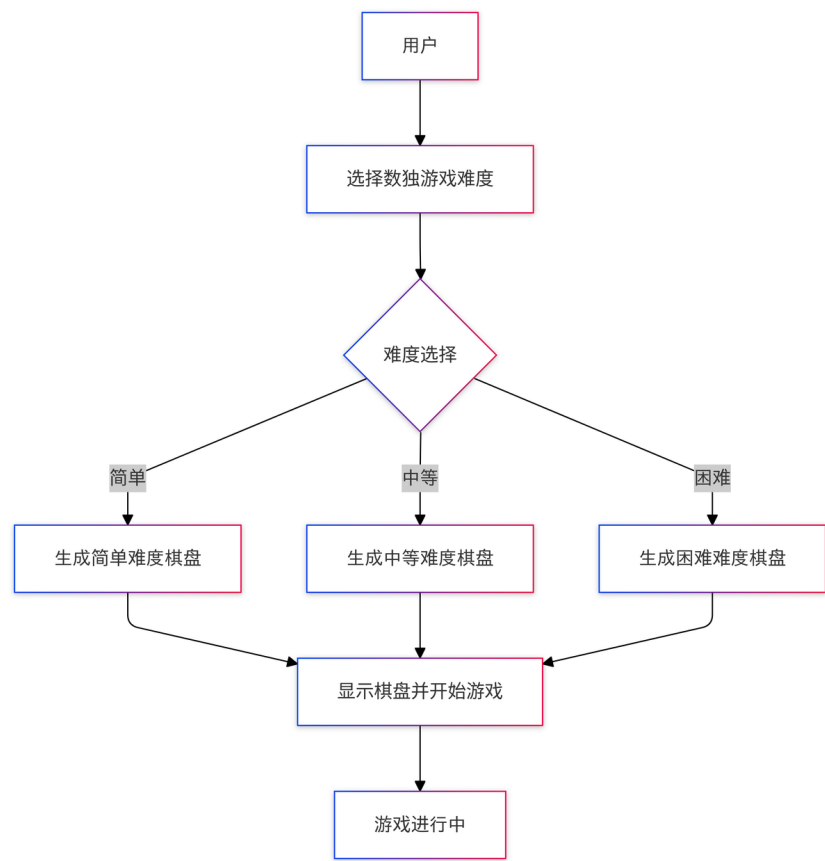 用户
选择数独游戏难度
难度选择
简单
中等
困难
生成简单难度棋盘
生成中等难度棋盘
生成困难难度棋盘
显示棋盘并开始游戏
游戏进行中